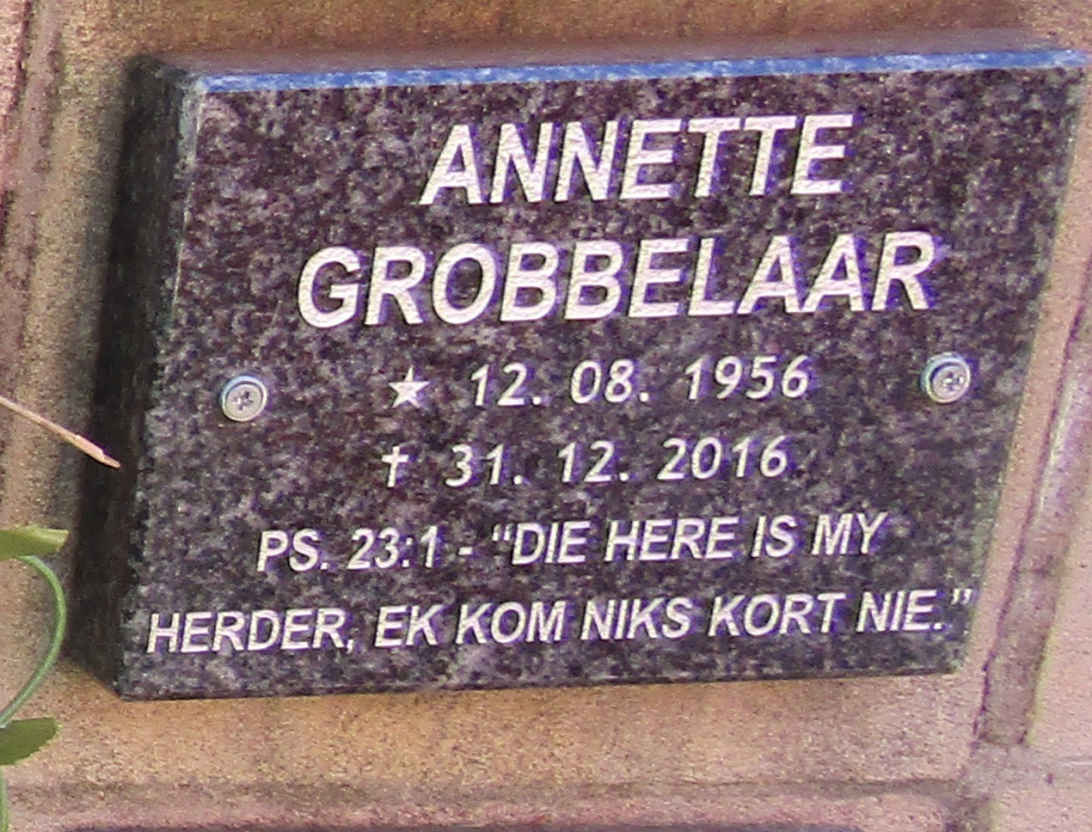 ANNETTE
GROBBELAAR
★ 12. 08. 1956
✝ 31. 12. 2016
PS. 23:1 - “DIE HERE IS MY
HERDER, EK KOM NIKS KORT NIE.”